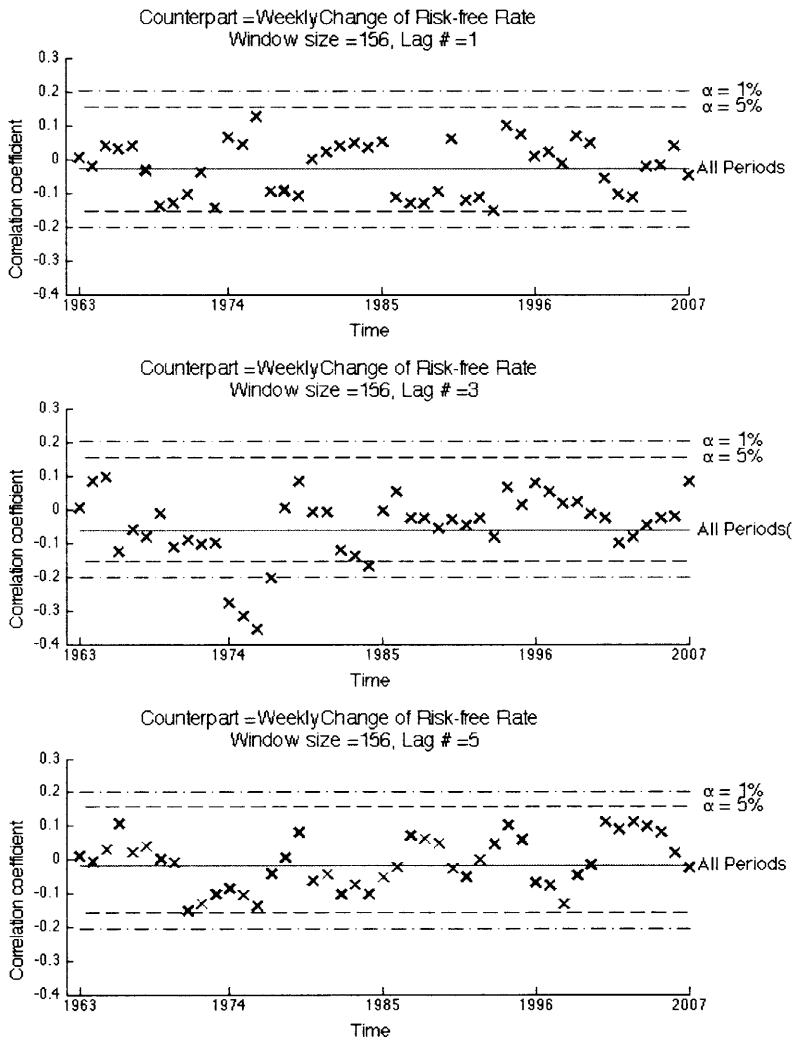 Counterpart =WeeklyChange of Risk-free Rate
Window size =156, Lag # =1
0.3
0.2
0.1
0
-0.1
-0.2
-0.3
-0.4
Correlation coefficient
α = 1%
α = 5%
All Periods
1963
1974
1985
1996
2007
Time
Counterpart =WeeklyChange of Risk-free Rate
Window size =156, Lag # =3
0.3
0.2
0.1
0
-0.1
-0.2
-0.3
-0.4
Correlation coefficient
α = 1%
α = 5%
All Periods(
1963
1974
1985
1996
2007
Time
Counterpart =WeeklyChange of Risk-free Rate
Window size =156, Lag # =5
0.3
0.2
0.1
0
-0.1
-0.2
-0.3
-0.4
Correlation coefficient
α = 1%
α = 5%
All Periods
1963
1974
1985
1996
2007
Time